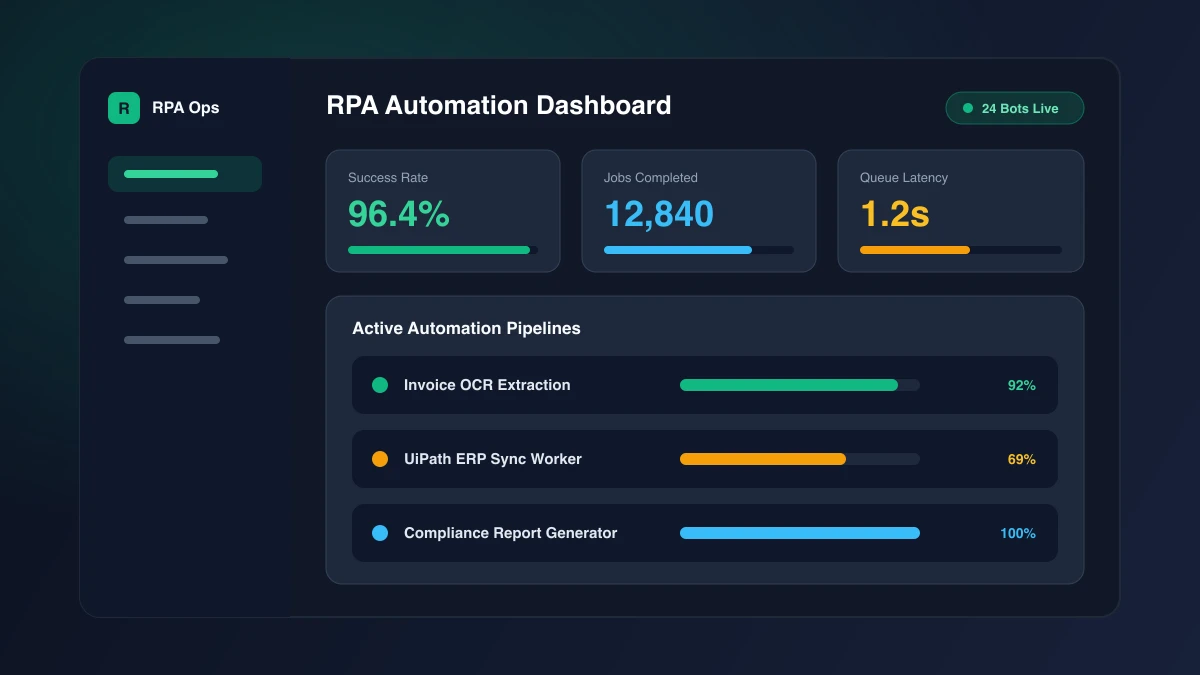 R
RPA Ops
RPA Automation Dashboard
24 Bots Live
Success Rate
96.4%
Jobs Completed
12,840
Queue Latency
1.2s
Active Automation Pipelines
Invoice OCR Extraction
92%
UiPath ERP Sync Worker
69%
Compliance Report Generator
100%